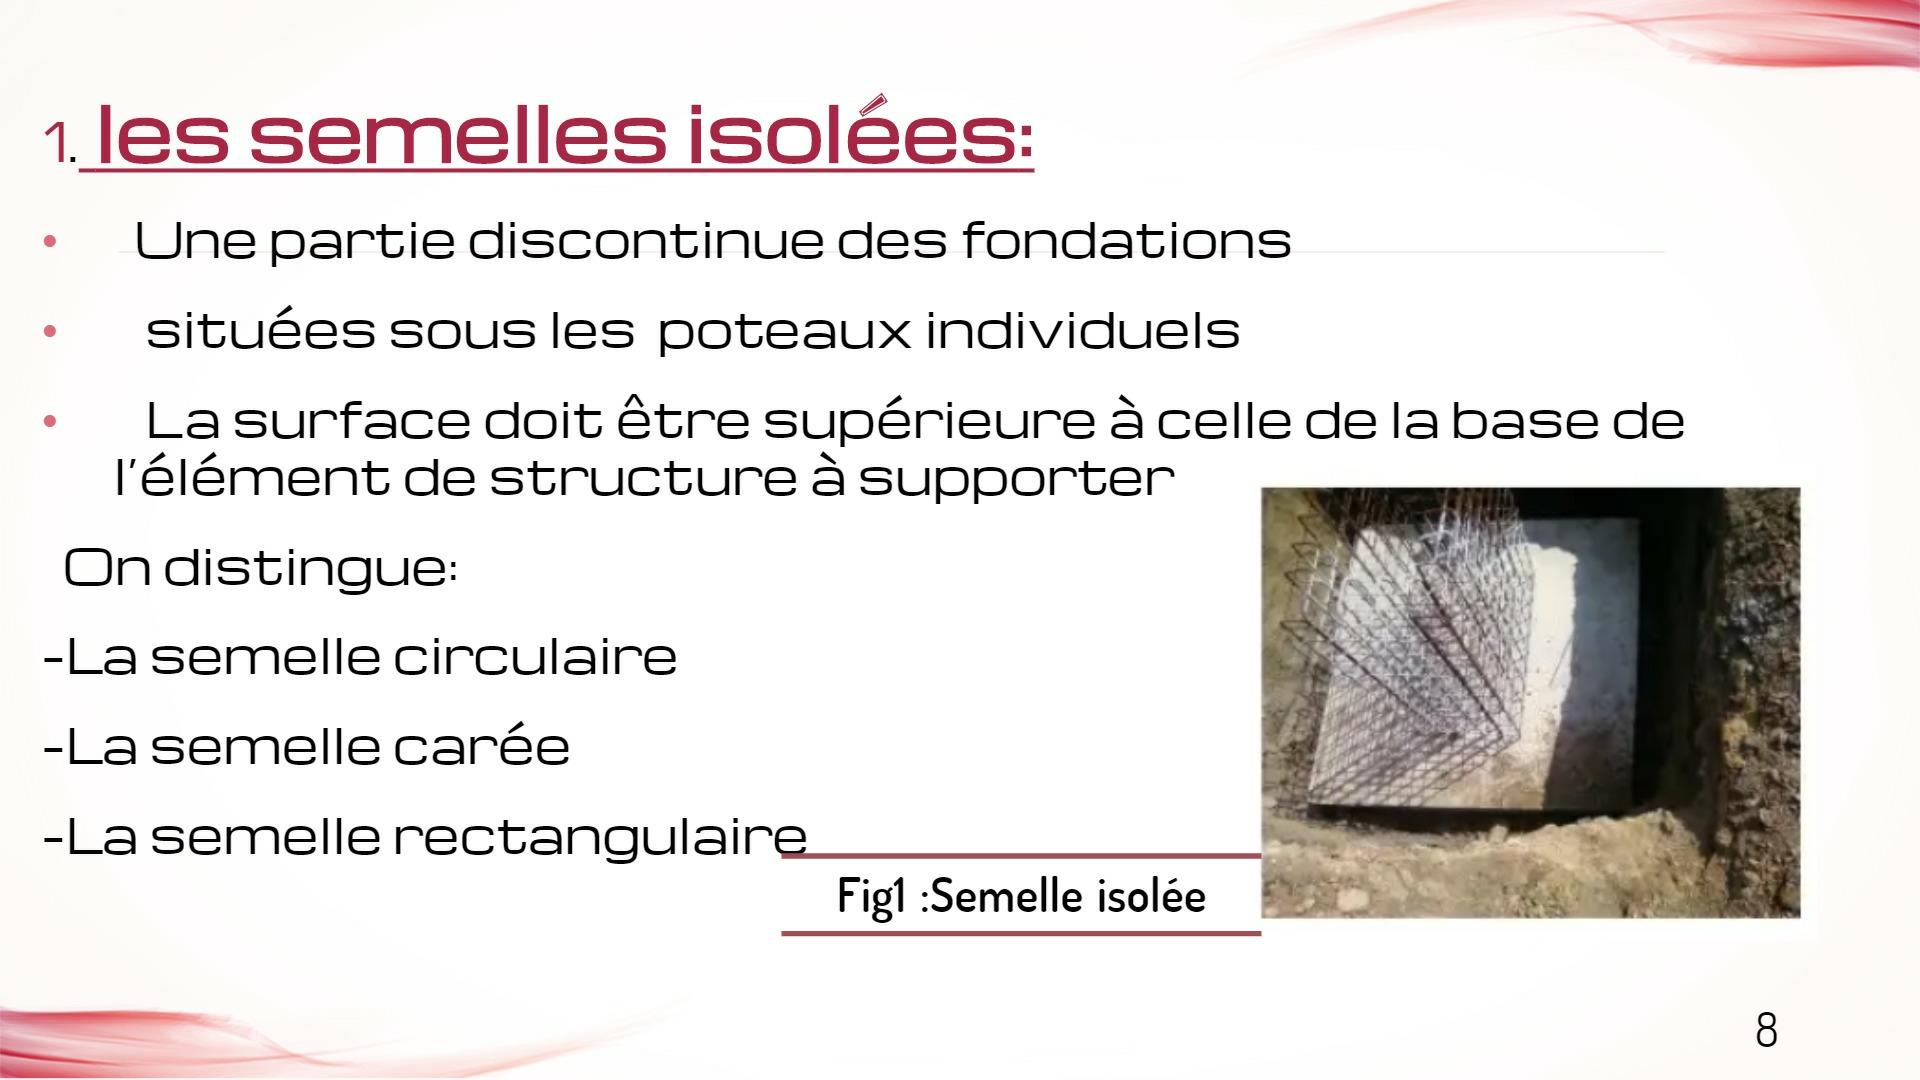 1. les semelles isolées:
• Une partie discontinue des fondations
• situées sous les poteaux individuels
• La surface doit être supérieure à celle de la base de
l'élément de structure à supporter
On distingue:
-La semelle circulaire
-La semelle carée
-La semelle rectangulaire
Fig1 :Semelle isolée
8